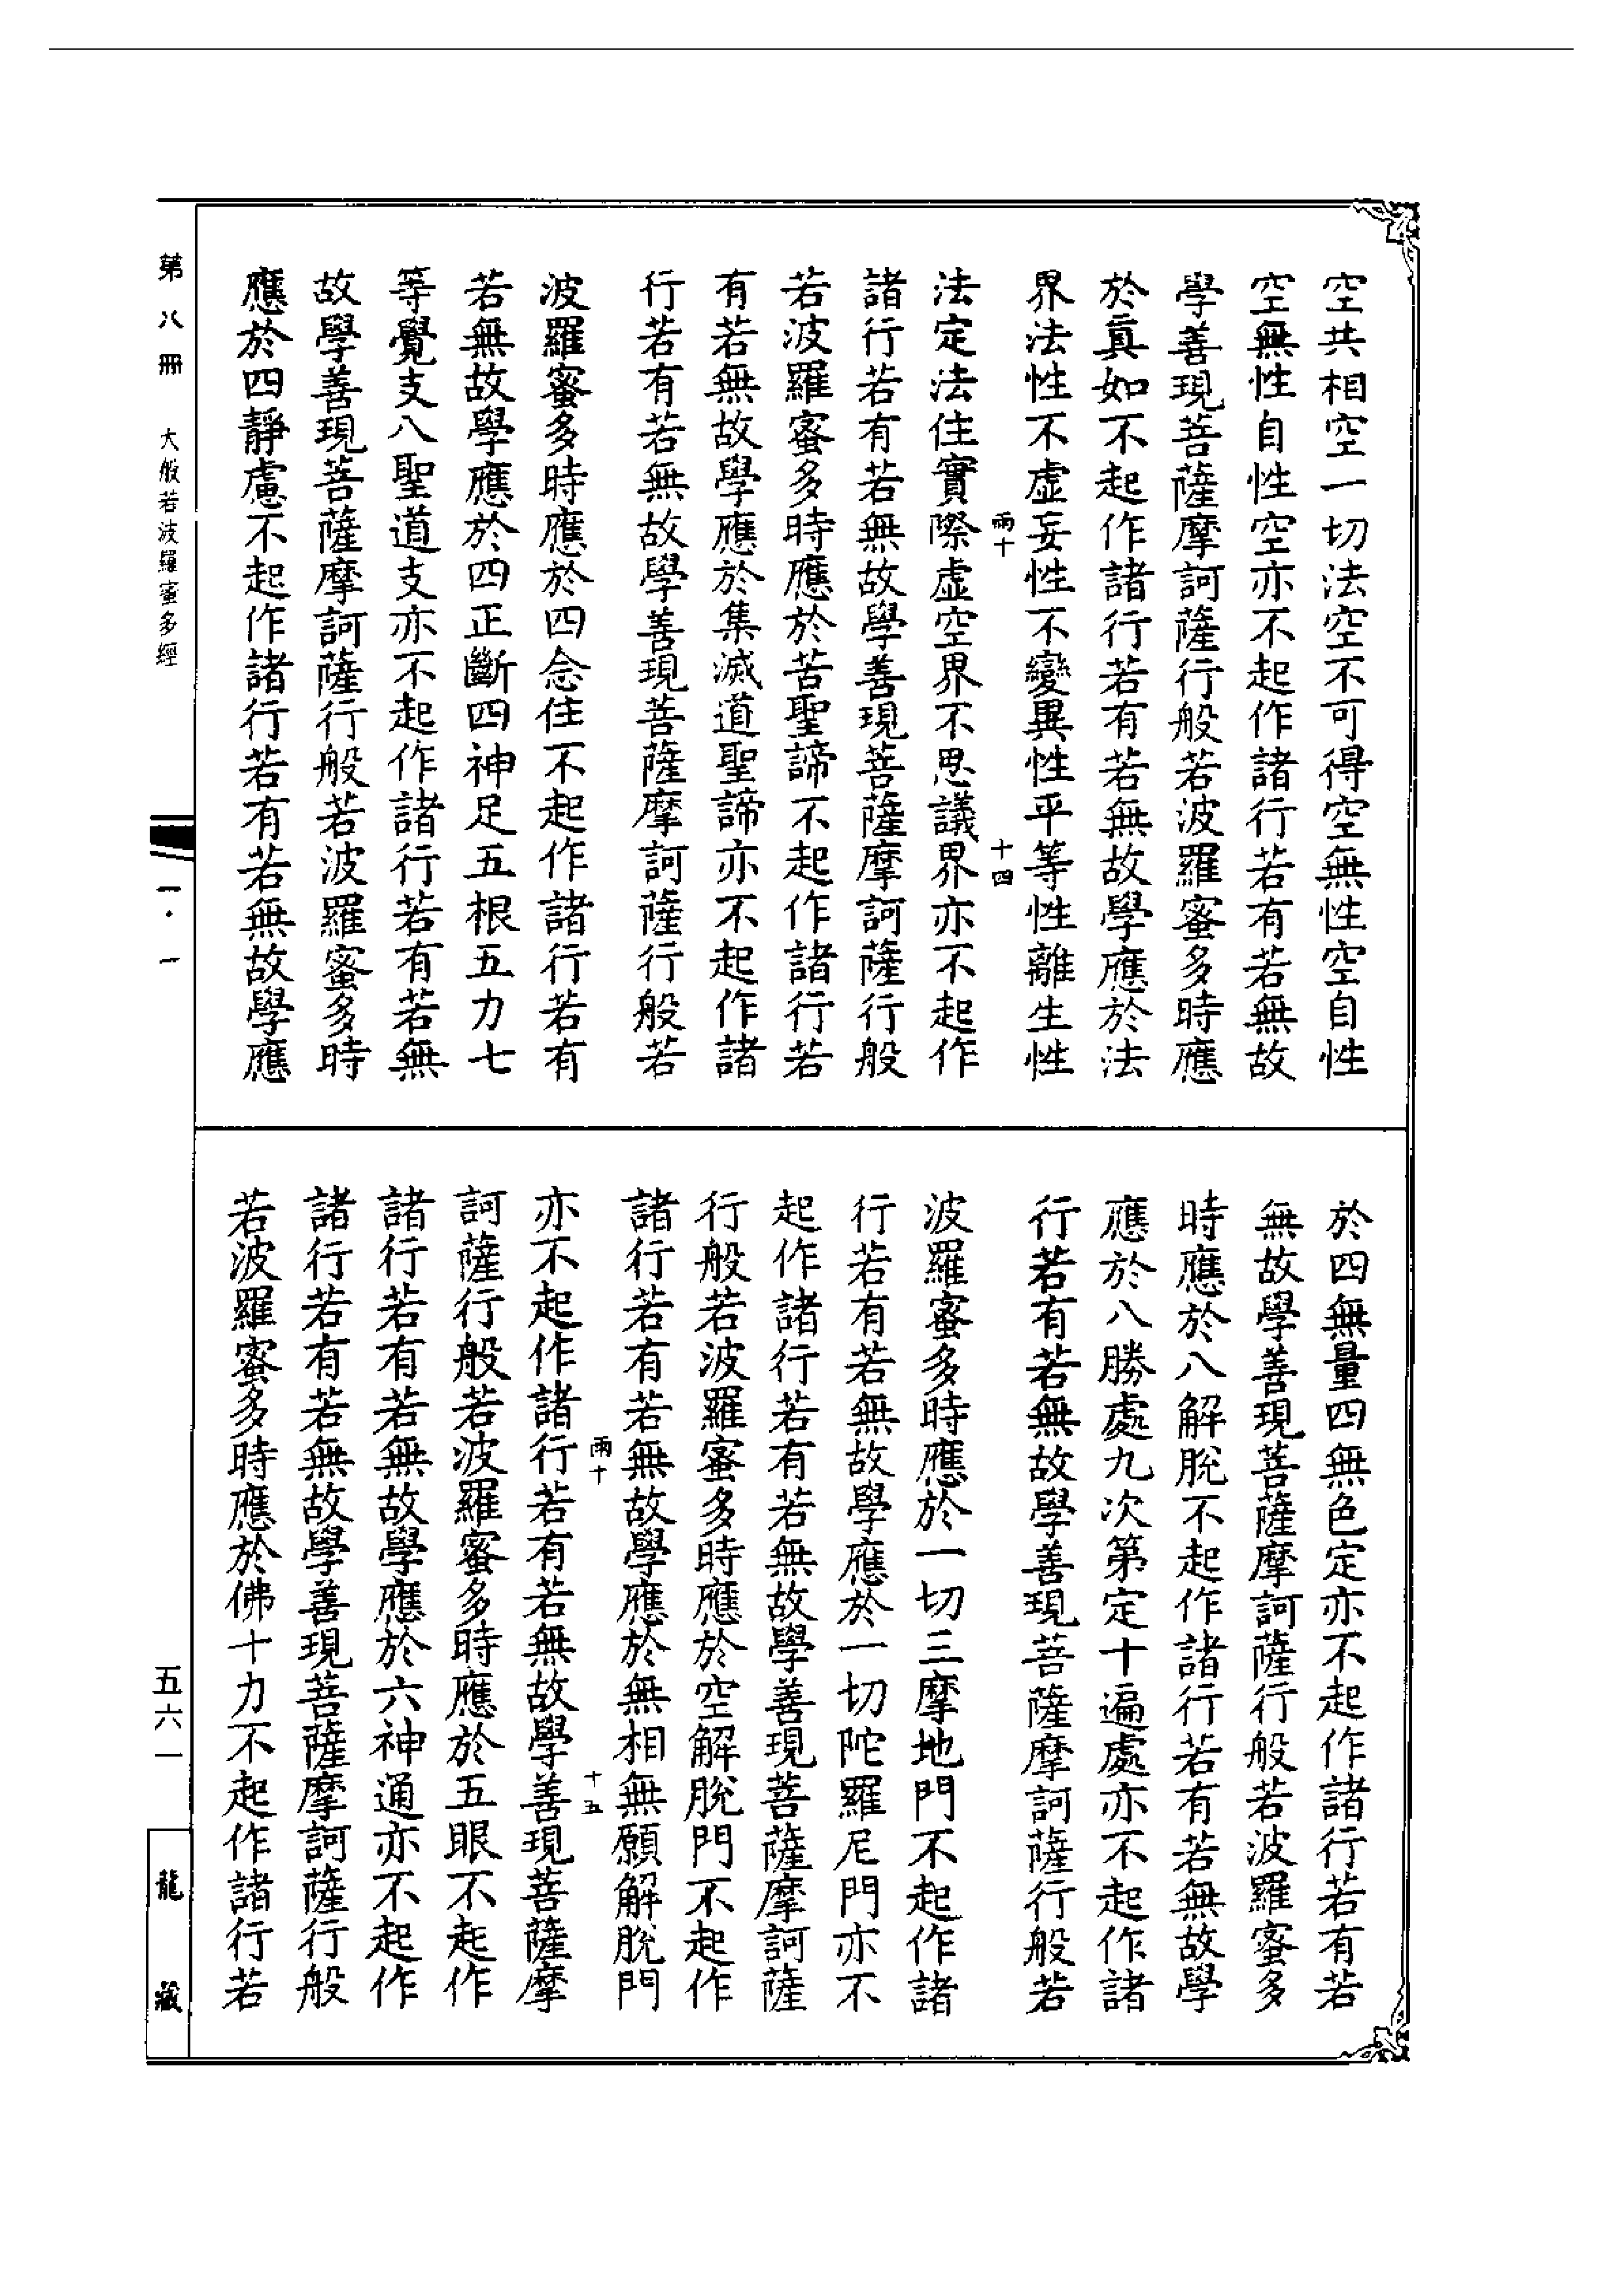 空共相空一切法空不可得空無性空自性
空無性自性空亦不起作諸行若有若無故
學善現菩薩摩訶薩行般若波羅蜜多時應
於真如不起作諸行若有若無故學應於法
界法性不虛妄性不變異性平等性離生性
雨十
十四
法定法住實際虛空界不思議界亦不起作
諸行若有若無故學善現菩薩摩訶薩行般
若波羅蜜多時應於苦聖諦不起作諸行若
有若無故學應於集滅道聖諦亦不起作諸
行若有若無故學善現菩薩摩訶薩行般若
波羅蜜多時應於四念住不起作諸行若有
若無故學應於四正斷四神足五根五力七
等覺支八聖道支亦不起作諸行若有若無
故學善現菩薩摩訶薩行般若波羅蜜多時
應於四靜慮不起作諸行若有若無故學應
於四無量四無色定亦不起作諸行若有若
無故學善現菩薩摩訶薩行般若波羅蜜多
時應於八解脫不起作諸行若有若無故學
應於八勝處九次第定十遍處亦不起作諸
行若有若無故學善現菩薩摩訶薩行般若
波羅蜜多時應於一切三摩地門不起作諸
行若有若無故學應於一切陀羅尼門亦不
起作諸行若有若無故學善現菩薩摩訶薩
行般若波羅蜜多時應於空解脫門不起作
諸行若有若無故學應於無相無願解脫門
雨十
十五
亦不起作諸行若有若無故學善現菩薩摩
訶薩行般若波羅蜜多時應於五眼不起作
諸行若有若無故學應於六神通亦不起作
諸行若有若無故學善現菩薩摩訶薩行般
若波羅蜜多時應於佛十力不起作諸行若
第八冊 大般若波羅蜜多經
一·一
五六一
龍藏